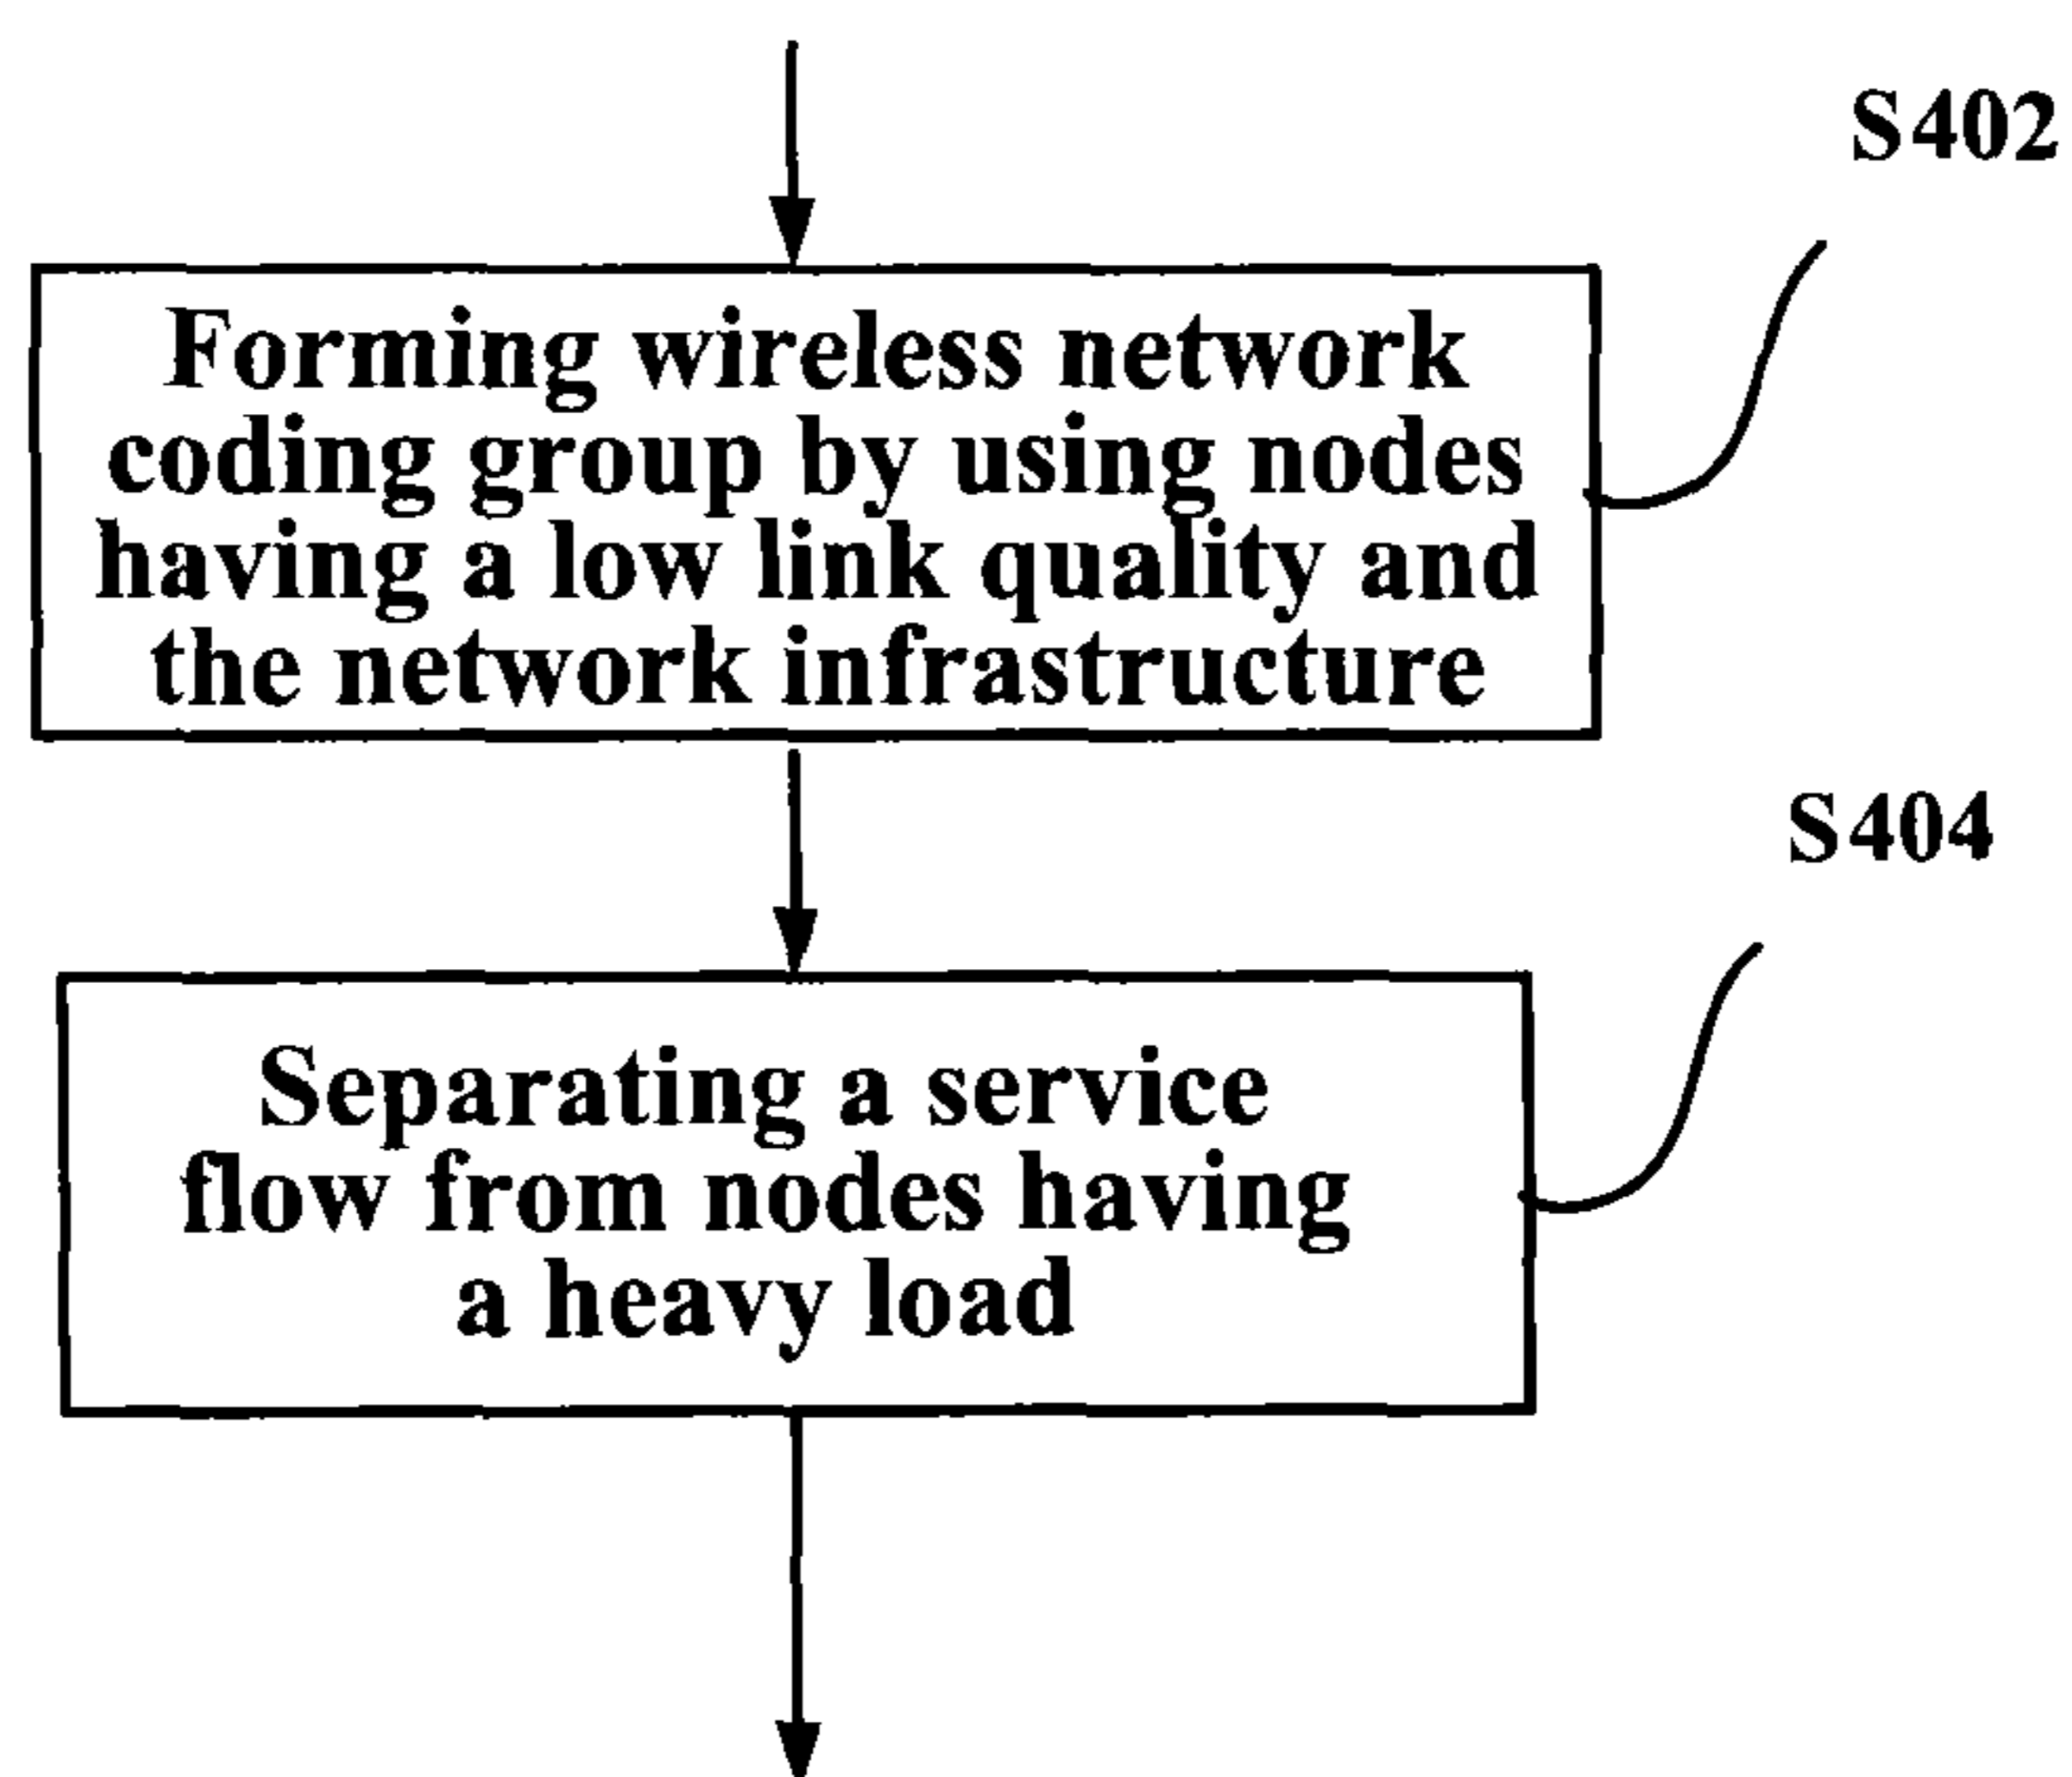 S402
Forming wireless network
coding group by using nodes
having a low link quality and
the network infrastructure
S404
Separating a service
flow from nodes having
a heavy load